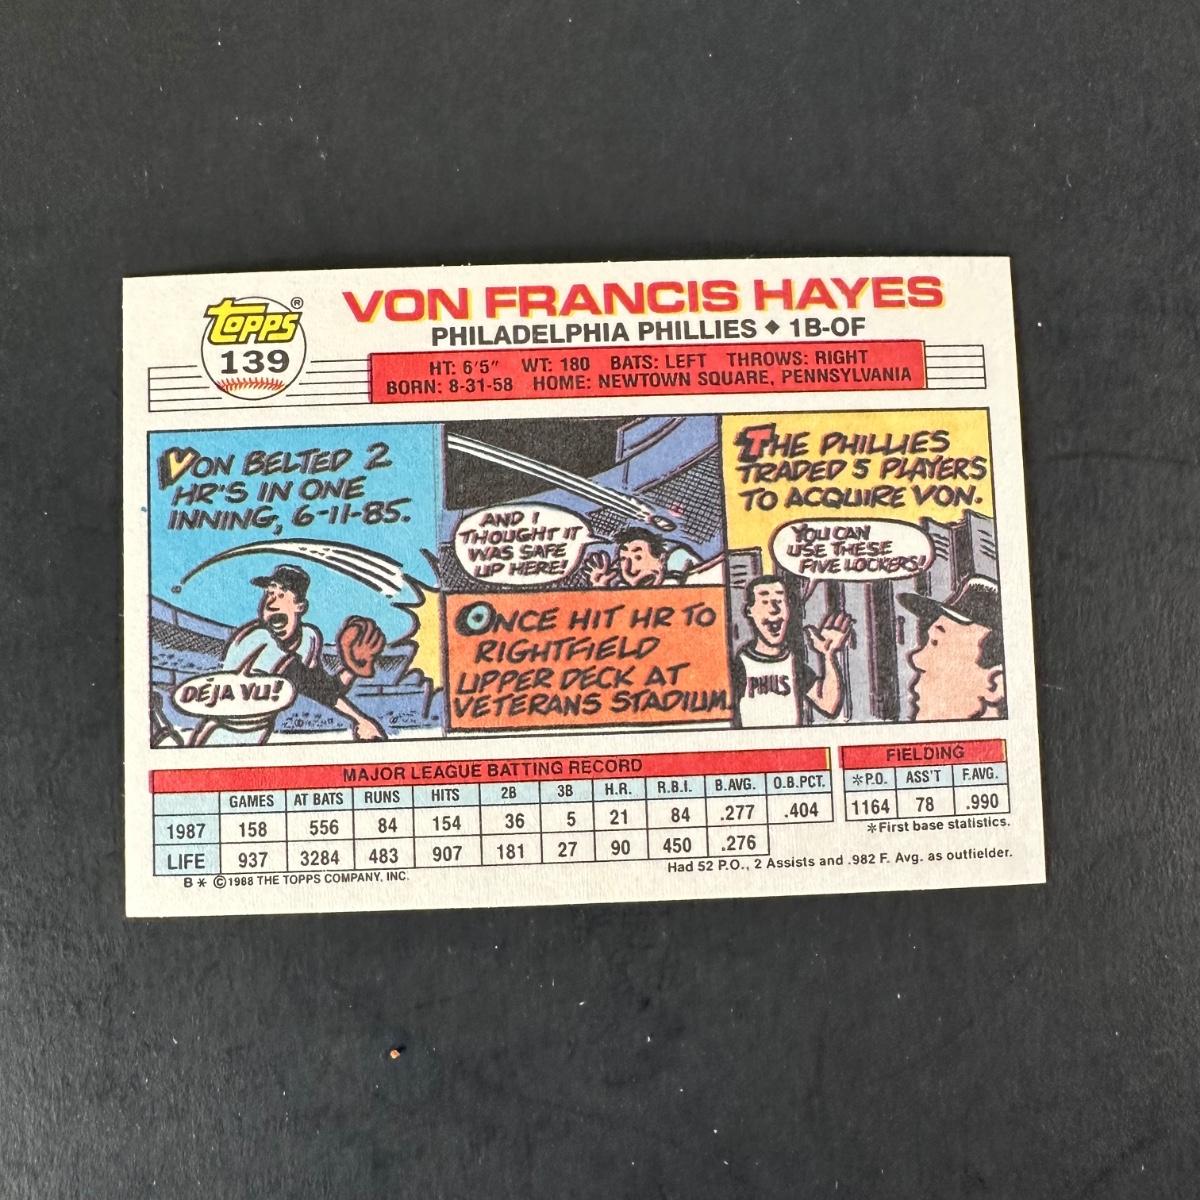 topps®
139
VON FRANCIS HAYES
PHILADELPHIA PHILLIES ◆ 1B-OF
HT: 6'5" WT: 180 BATS: LEFT THROWS: RIGHT
BORN: 8-31-58 HOME: NEWTOWN SQUARE, PENNSYLVANIA
VON BELTED 2
HR'S IN ONE
INNING, 6-11-85.
DÉJA VU!
AND I
THOUGHT IT
WAS SAFE
UP HERE!
ONCE HIT HR TO
RIGHTFIELD
UPPER DECK AT
VETERANS STADIUM.
THE PHILLIES
TRADED 5 PLAYERS
TO ACQUIRE VON.
YOU CAN
USE THESE
FIVE LOCKERS!
PHILS
MAJOR LEAGUE BATTING RECORD
GAMES AT BATS RUNS HITS 2B 3B H.R. R.B.I. B.AVG. O.B.PCT.
1987 158 556 84 154 36 5 21 84 .277 .404
LIFE 937 3284 483 907 181 27 90 450 .276
FIELDING
*P.O. ASS'T F.AVG.
1164 78 .990
*First base statistics.
Had 52 P.O., 2 Assists and .982 F. Avg. as outfielder.
B* ©1988 THE TOPPS COMPANY, INC.